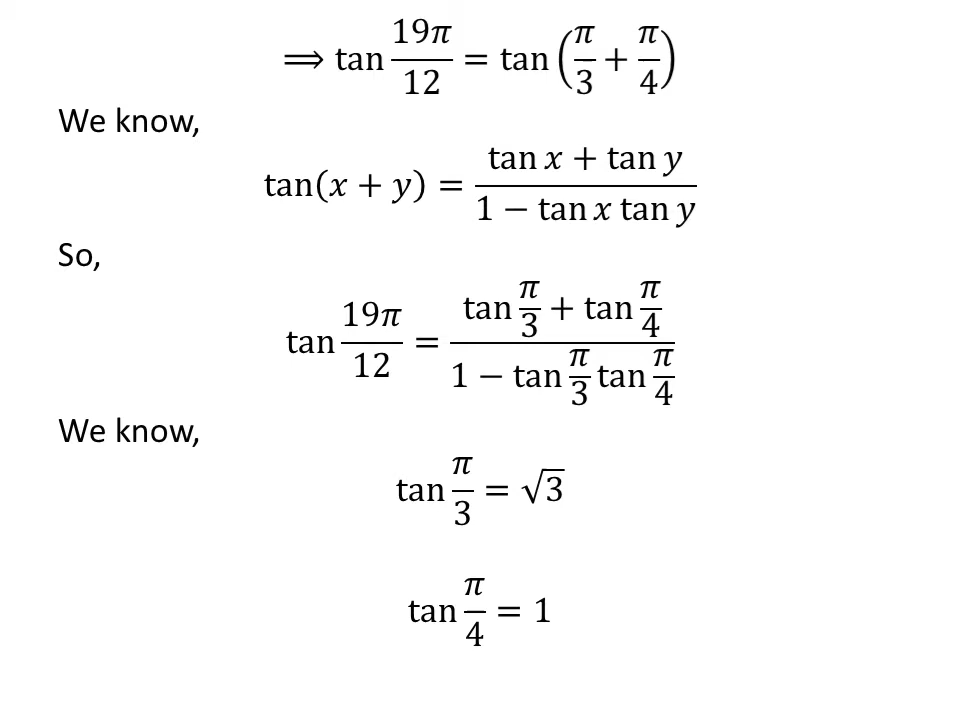 ⟹ tan 19π/12 = tan (π/3 + π/4)
We know,
tan(x + y) = (tan x + tan y)/(1 − tan x tan y)
So,
tan 19π/12 = (tan π/3 + tan π/4)/(1 − tan π/3 tan π/4)
We know,
tan π/3 = √3
tan π/4 = 1